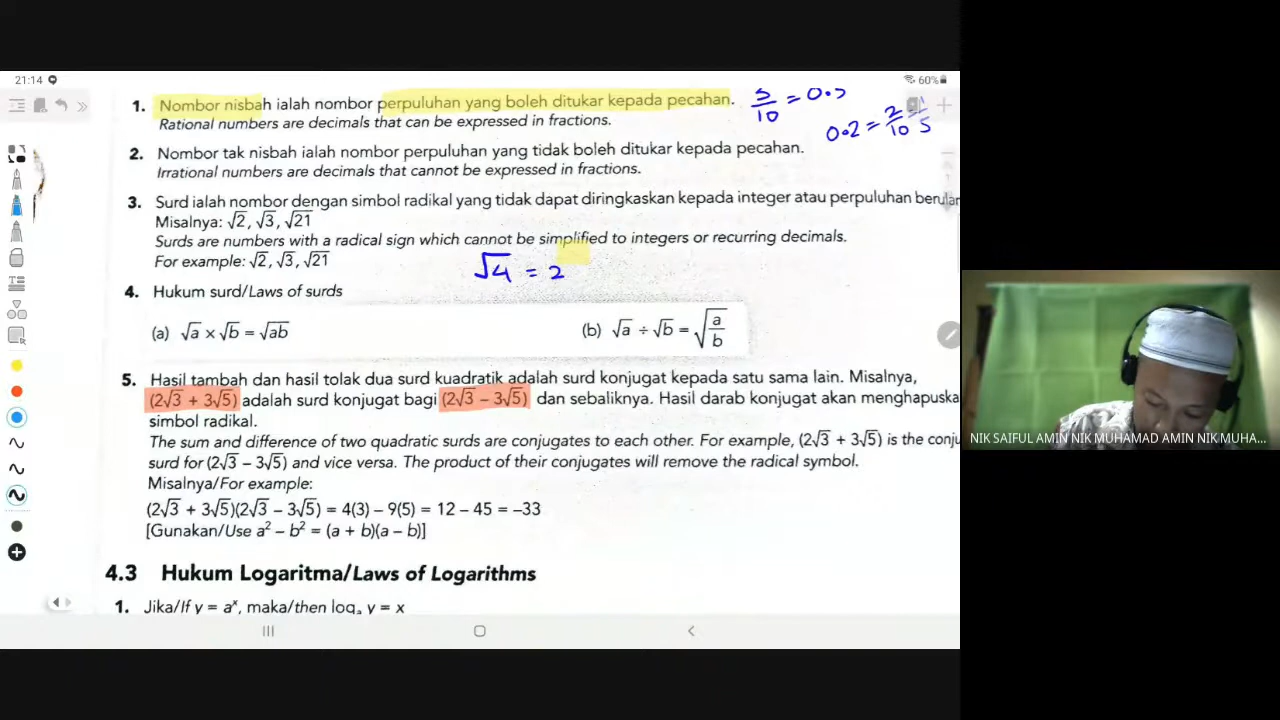 21:14
60%
1. Nombor nisbah ialah nombor perpuluhan yang boleh ditukar kepada pecahan.
Rational numbers are decimals that can be expressed in fractions.
5/10 = 0.5
0.2 = 2/10 = 1/5
2. Nombor tak nisbah ialah nombor perpuluhan yang tidak boleh ditukar kepada pecahan.
Irrational numbers are decimals that cannot be expressed in fractions.
3. Surd ialah nombor dengan simbol radikal yang tidak dapat diringkaskan kepada integer atau perpuluhan berular
Misalnya: √2, √3, √21
Surds are numbers with a radical sign which cannot be simplified to integers or recurring decimals.
For example: √2, √3, √21
√4 = 2
4. Hukum surd/Laws of surds
(a) √a × √b = √ab
(b) √a ÷ √b = √(a/b)
5. Hasil tambah dan hasil tolak dua surd kuadratik adalah surd konjugat kepada satu sama lain. Misalnya,
(2√3 + 3√5) adalah surd konjugat bagi (2√3 − 3√5) dan sebaliknya. Hasil darab konjugat akan menghapuska
simbol radikal.
The sum and difference of two quadratic surds are conjugates to each other. For example, (2√3 + 3√5) is the conju
surd for (2√3 − 3√5) and vice versa. The product of their conjugates will remove the radical symbol.
Misalnya/For example:
(2√3 + 3√5)(2√3 − 3√5) = 4(3) − 9(5) = 12 − 45 = −33
[Gunakan/Use a² − b² = (a + b)(a − b)]
4.3 Hukum Logaritma/Laws of Logarithms
1. Jika/If y = aˣ, maka/then logₐ y = x
NIK SAIFUL AMIN NIK MUHAMAD AMIN NIK MUHA...